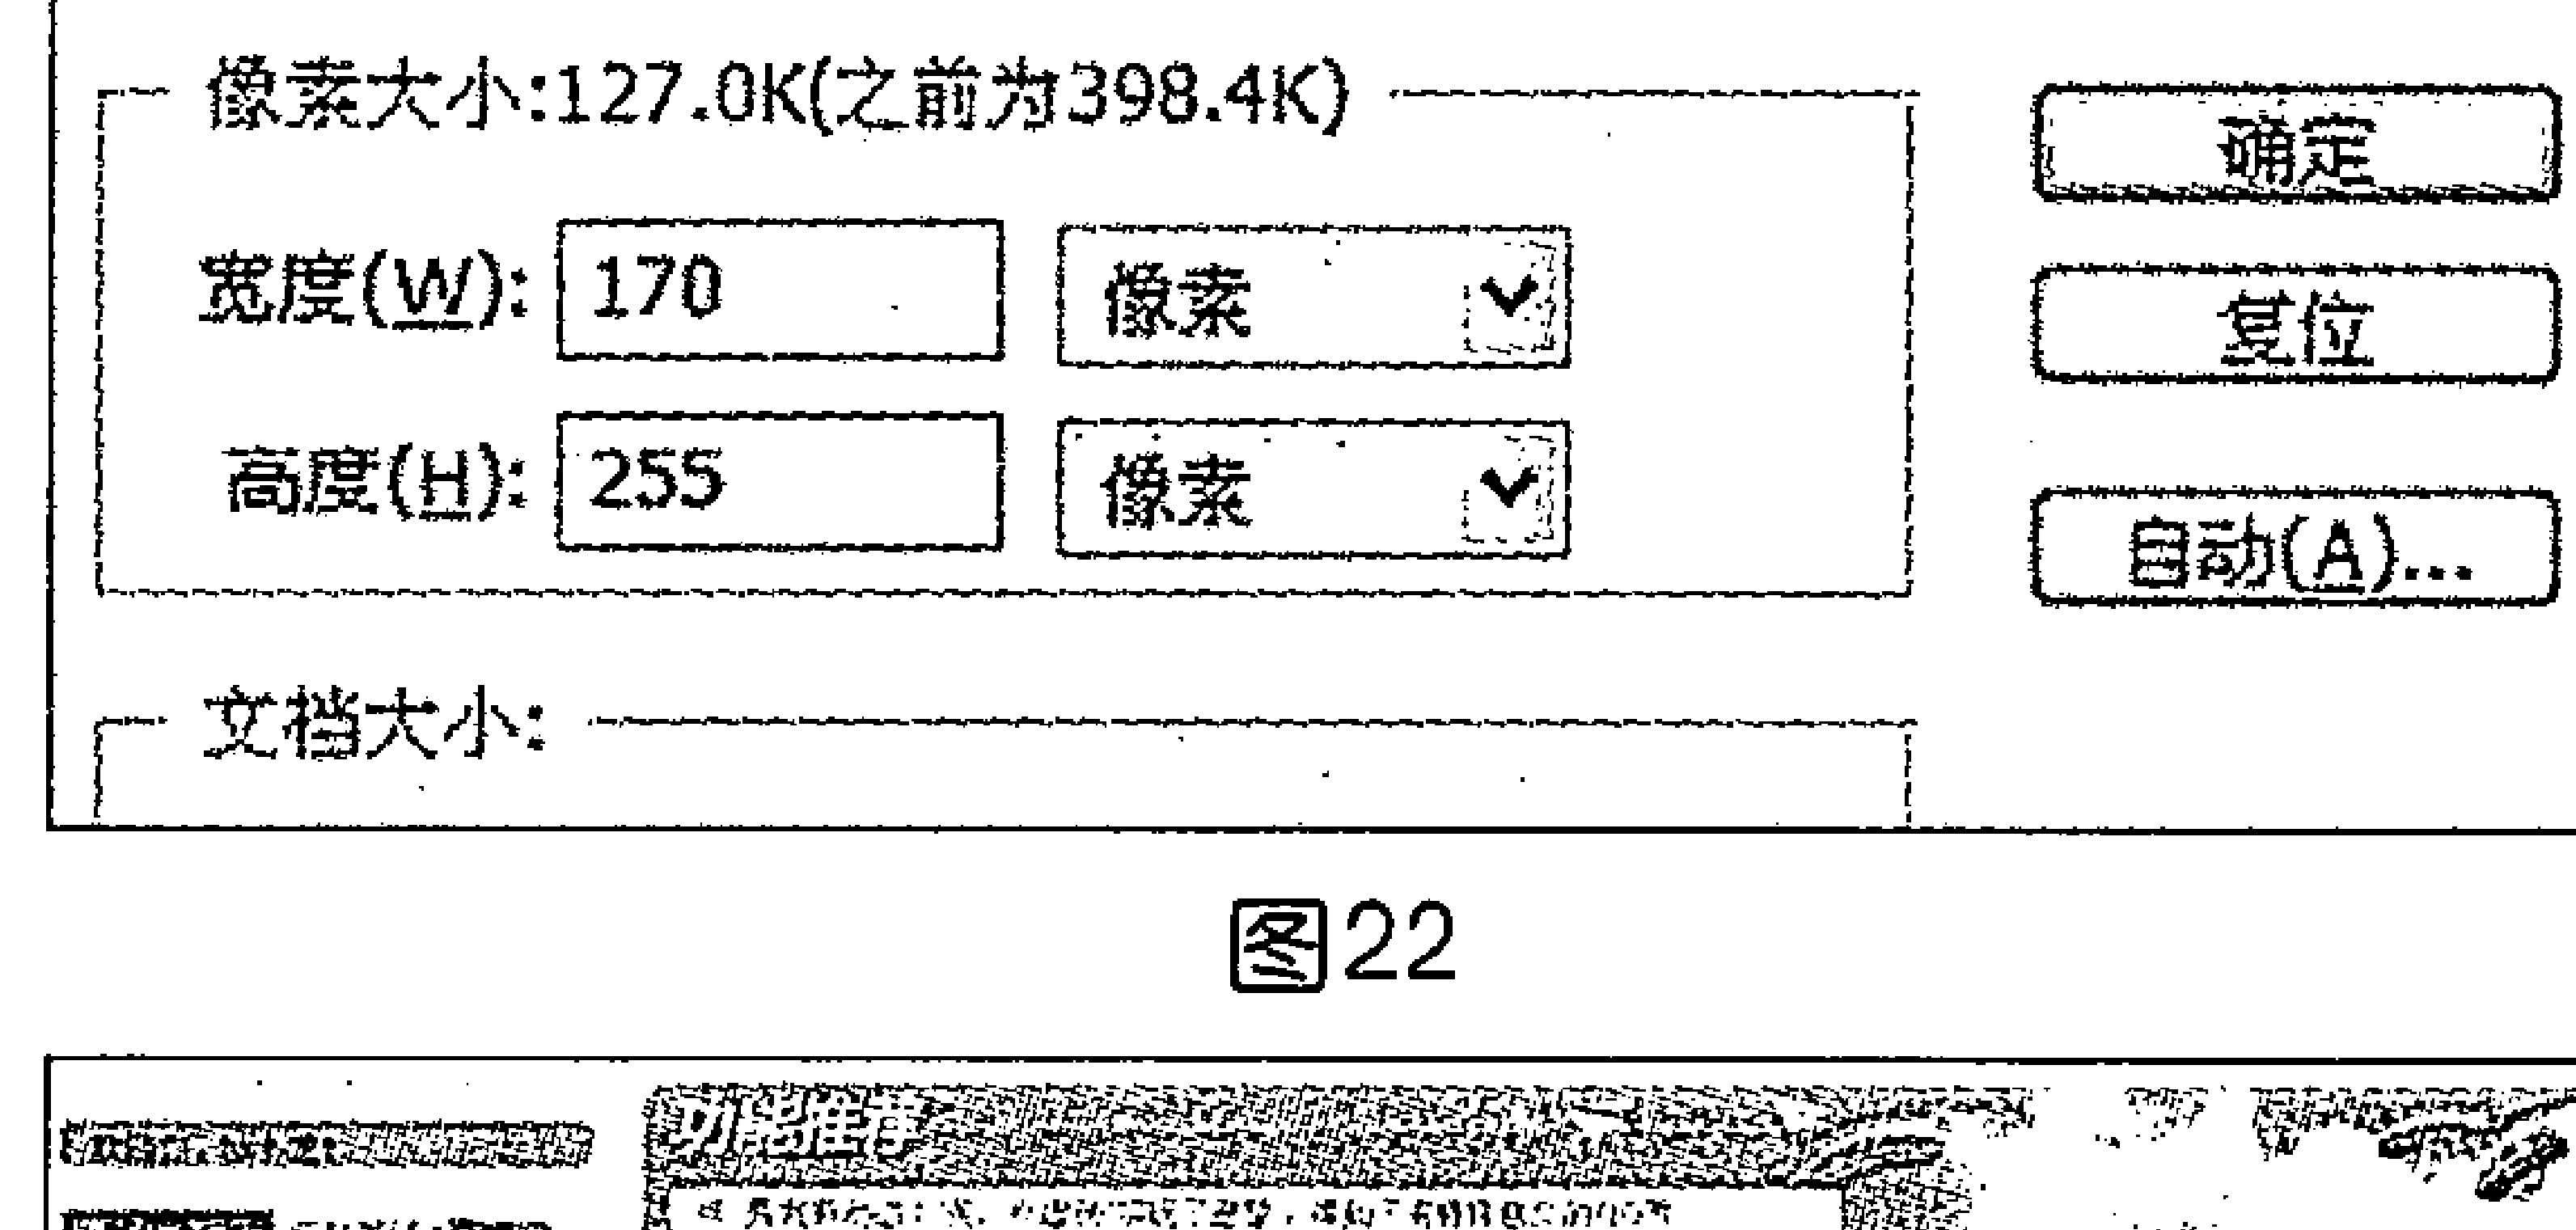 像素大小:127.0K(之前为398.4K)
确定
宽度(W): 170 像素
复位
高度(H): 255 像素
自动(A)...
文档大小:
图22